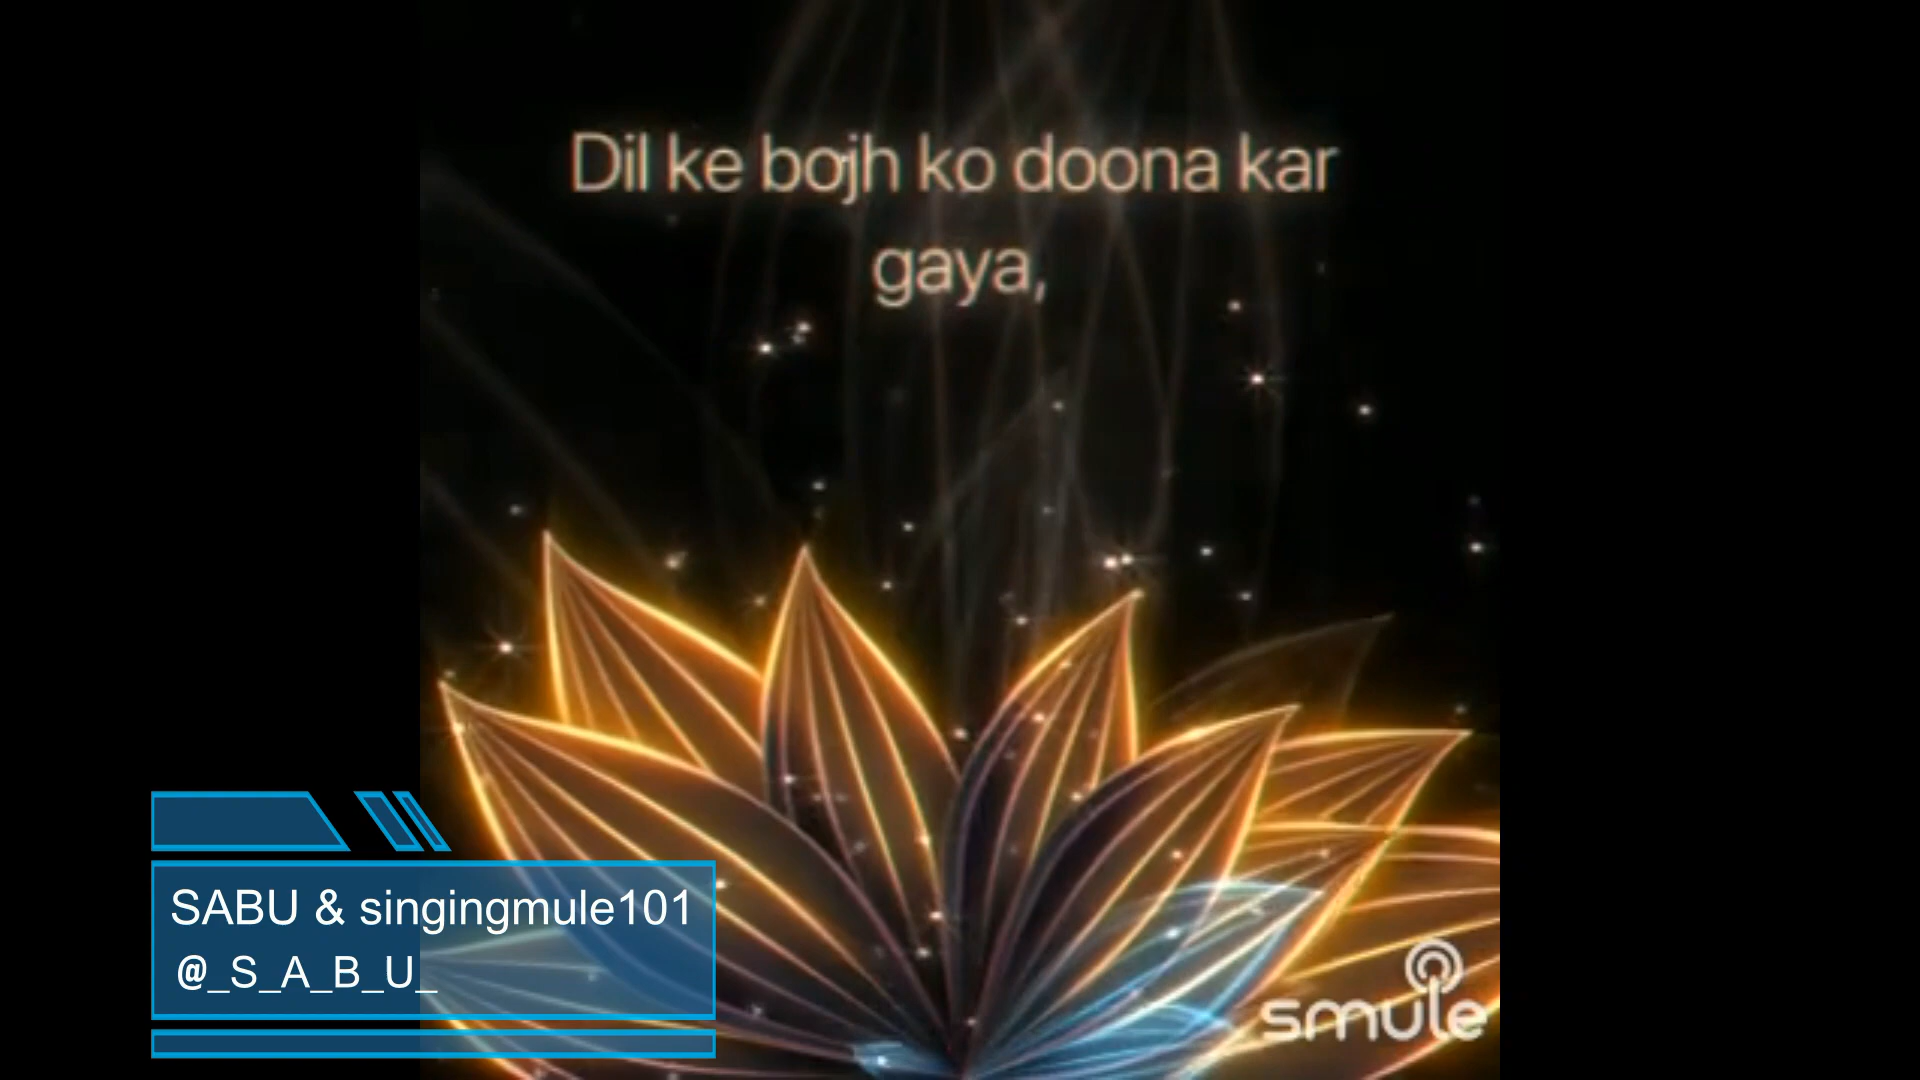 Dil ke bojh ko doona kar
gaya,
SABU & singingmule101
@_S_A_B_U_
smule